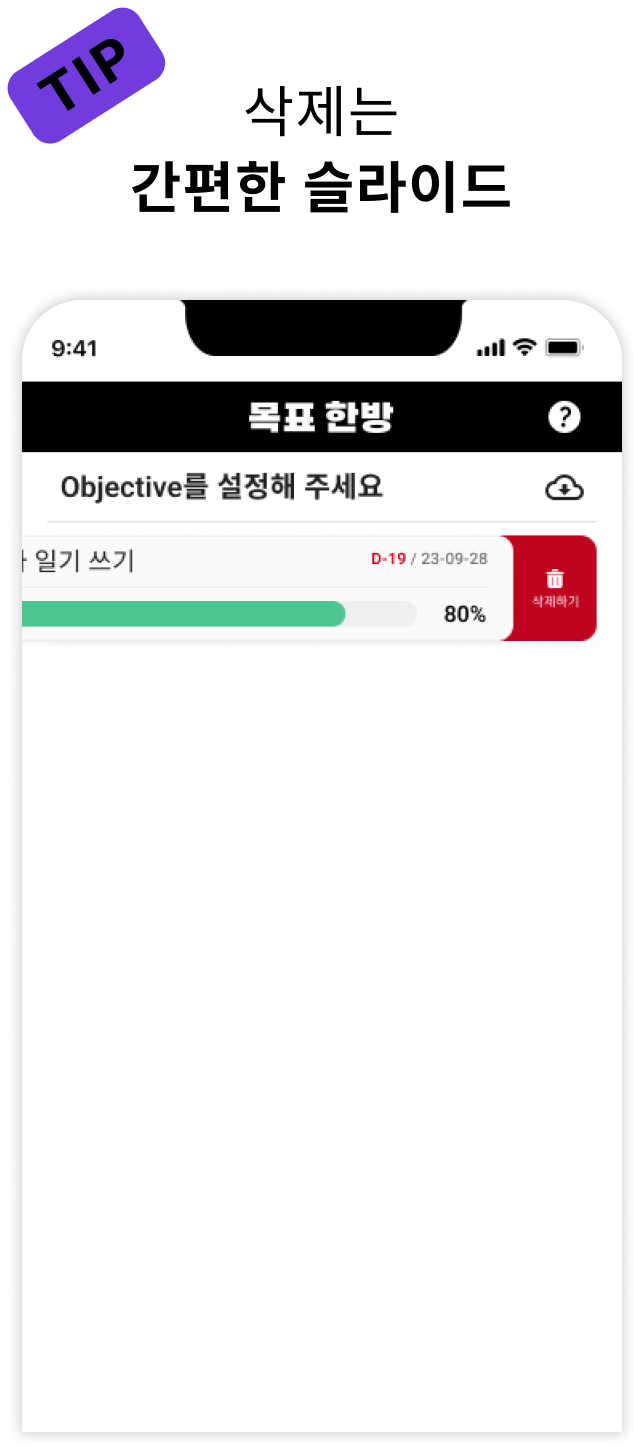 TIP
삭제는
간편한 슬라이드
9:41
목표 한방
?
Objective를 설정해 주세요
일기 쓰기
D-19 / 23-09-28
80%
삭제하기